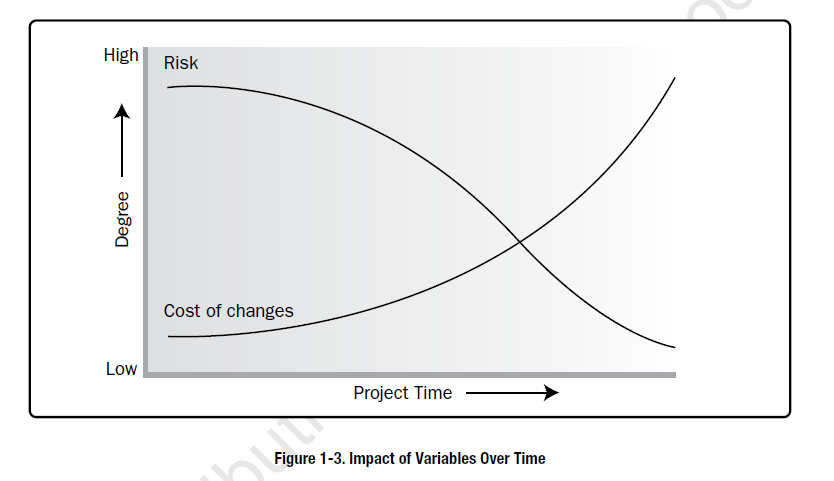 High
Risk
Degree
Cost of changes
Low
Project Time
Figure 1-3. Impact of Variables Over Time